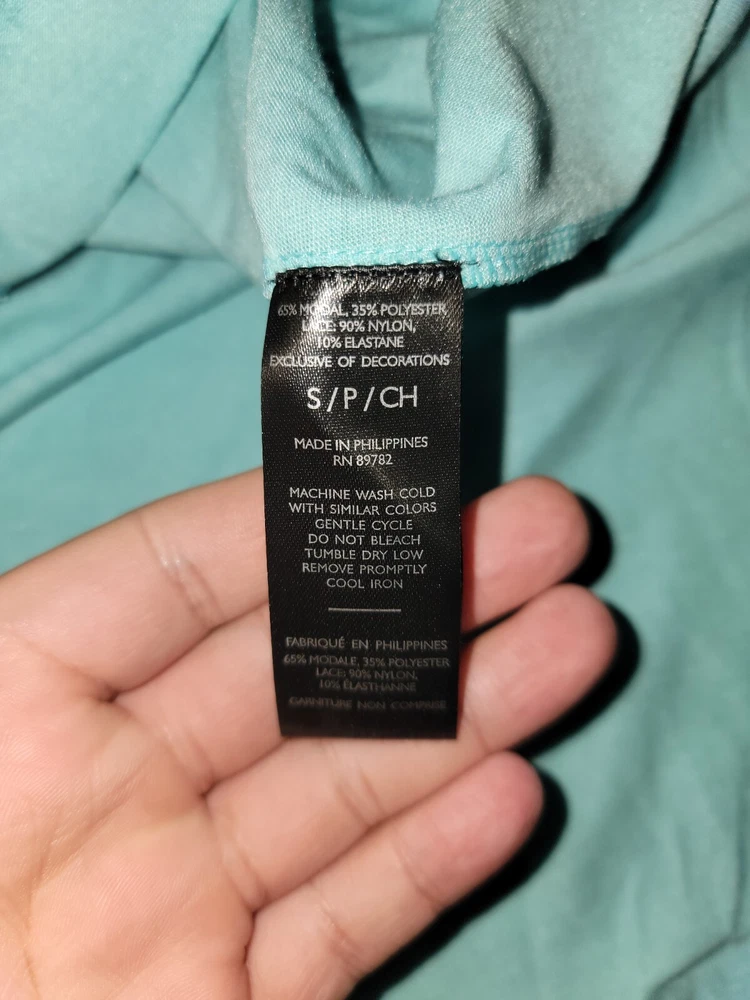 65% MODAL, 35% POLYESTER,
LACE: 90% NYLON,
10% ELASTANE
EXCLUSIVE OF DECORATIONS
S/P/CH
MADE IN PHILIPPINES
RN 89782
MACHINE WASH COLD
WITH SIMILAR COLORS
GENTLE CYCLE
DO NOT BLEACH
TUMBLE DRY LOW
REMOVE PROMPTLY
COOL IRON
FABRIQUÉ EN PHILIPPINES
65% MODALE, 35% POLYESTER
LACE: 90% NYLON,
10% ÉLASTHANNE
GARNITURE NON COMPRISE